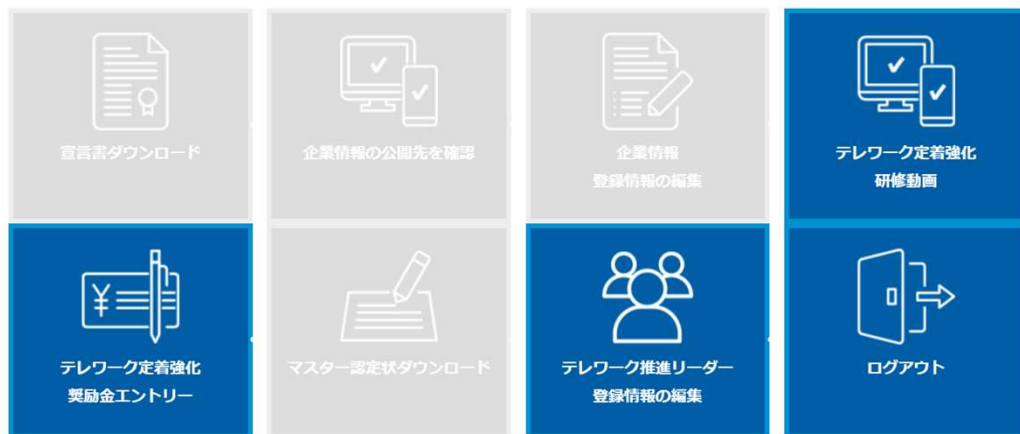 宣言書ダウンロード
企業情報の公開先を確認
企業情報
登録情報の編集
テレワーク定着強化
研修動画
¥
テレワーク定着強化
奨励金エントリー
マスター認定状ダウンロード
テレワーク推進リーダー
登録情報の編集
ログアウト